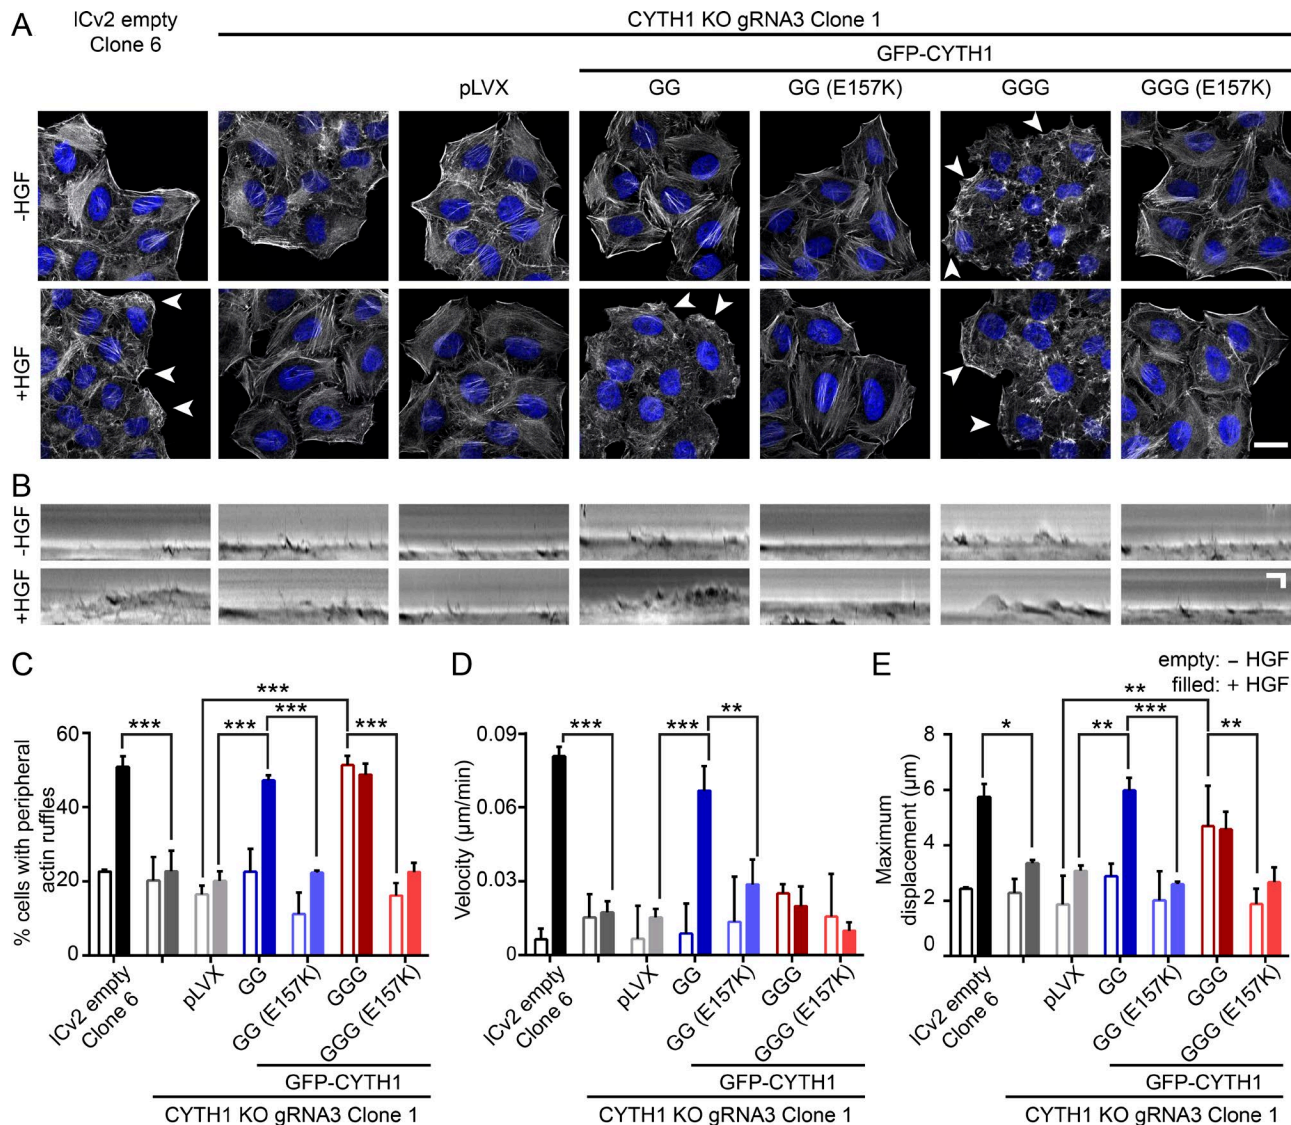 A
lCv2 empty
Clone 6
CYTH1 KO gRNA3 Clone 1
GFP-CYTH1
pLVX
GG
GG (E157K)
GGG
GGG (E157K)
-HGF
+HGF
B
-HGF
+HGF
C
***
***
***
***
***
60
40
20
0
% cells with peripheral
actin ruffles
lCv2 empty
Clone 6
pLVX
GG
GG (E157K)
GGG
GGG (E157K)
GFP-CYTH1
CYTH1 KO gRNA3 Clone 1
D
***
***
**
0.09
0.06
0.03
0
Velocity (µm/min)
lCv2 empty
Clone 6
pLVX
GG
GG (E157K)
GGG
GGG (E157K)
GFP-CYTH1
CYTH1 KO gRNA3 Clone 1
E
empty: – HGF
filled: + HGF
**
*
**
***
**
8
6
4
2
0
Maximum
displacement (µm)
lCv2 empty
Clone 6
pLVX
GG
GG (E157K)
GGG
GGG (E157K)
GFP-CYTH1
CYTH1 KO gRNA3 Clone 1